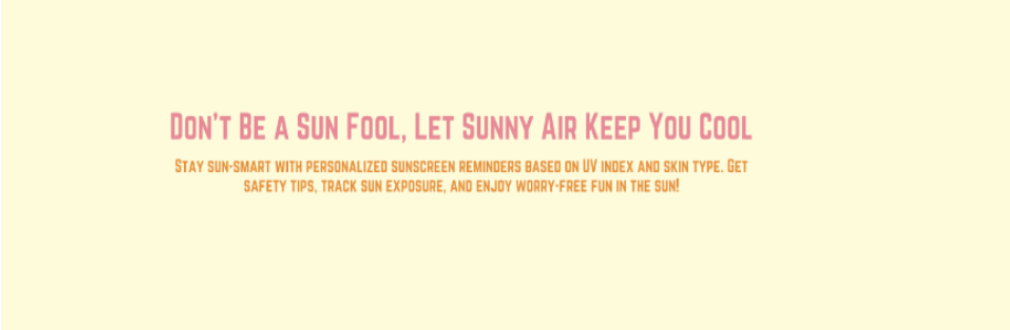 Don't Be a Sun Fool, Let Sunny Air Keep You Cool
Stay sun-smart with personalized sunscreen reminders based on UV index and skin type. Get
safety tips, track sun exposure, and enjoy worry-free fun in the sun!